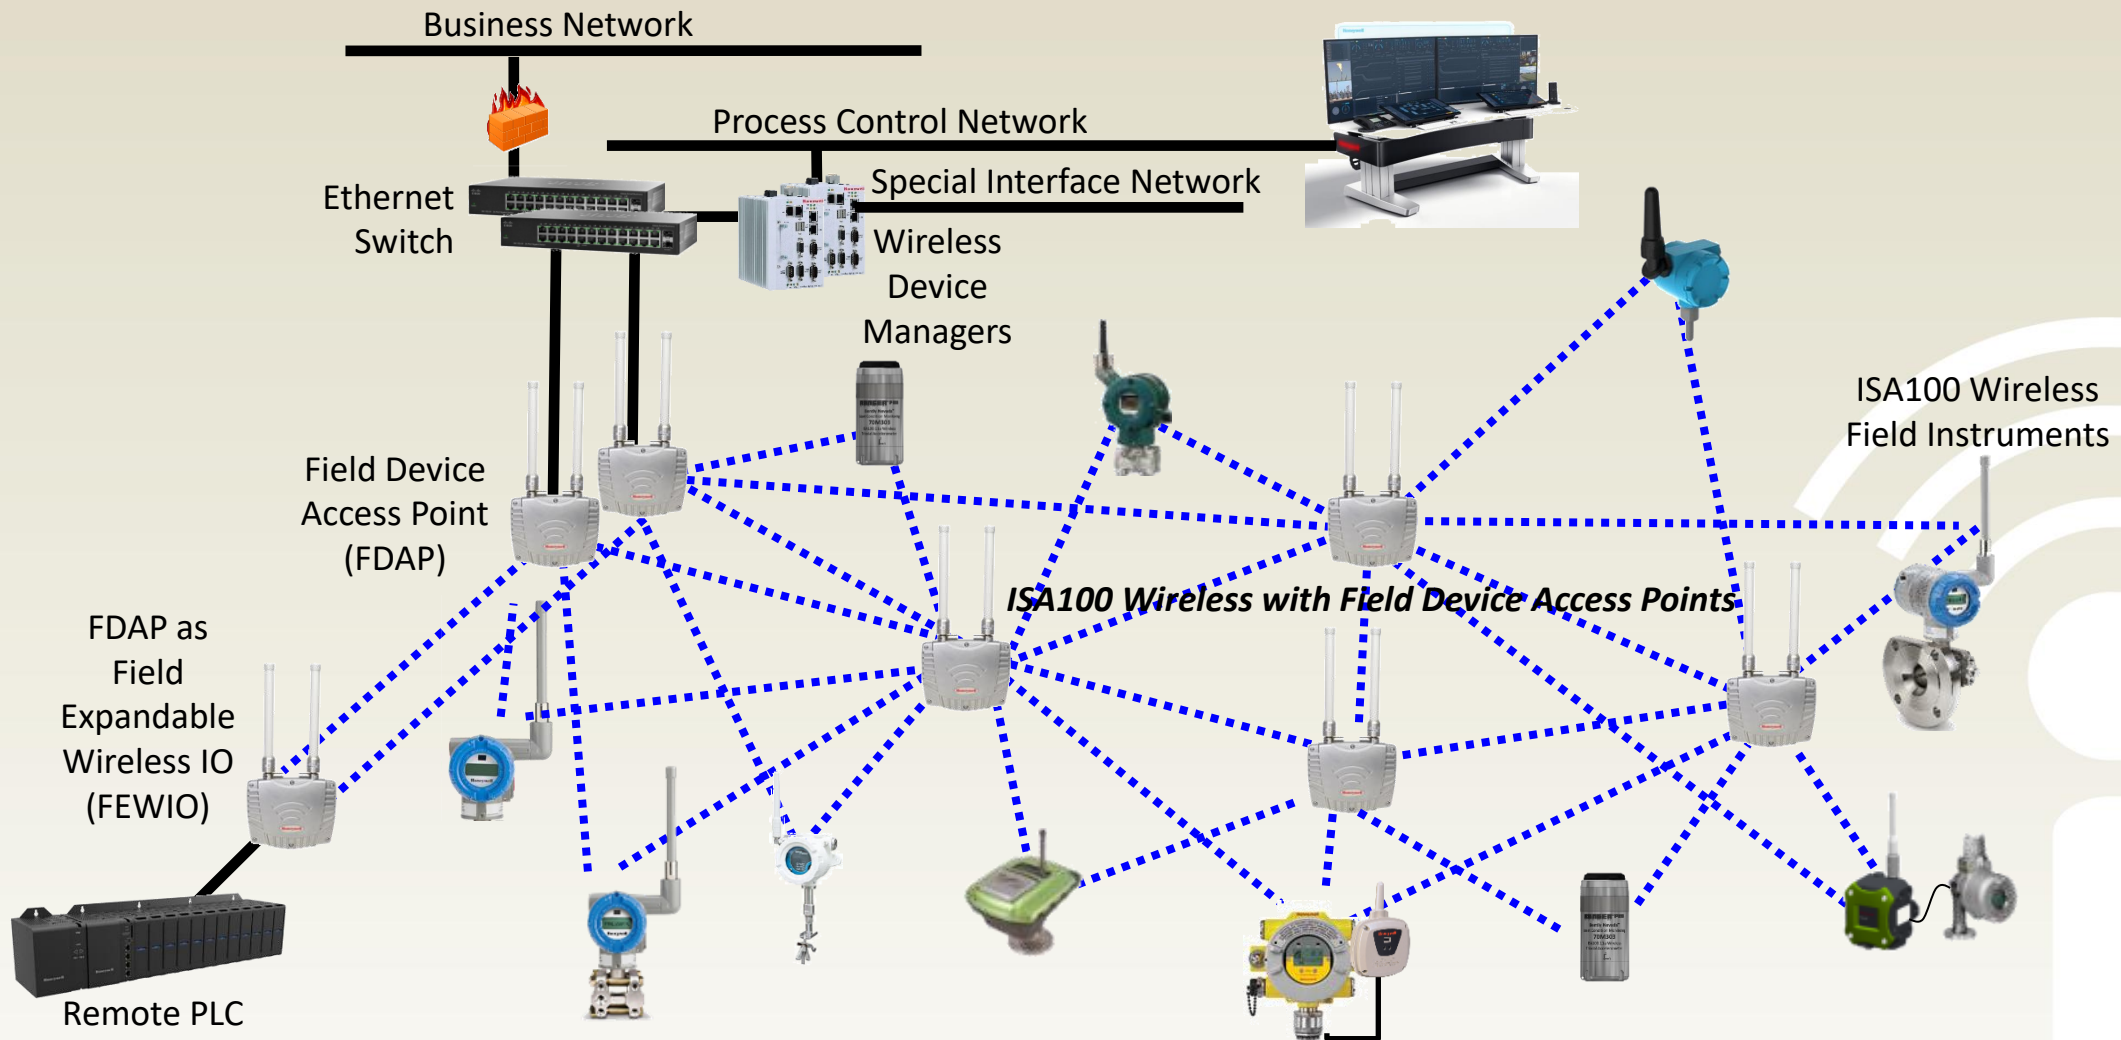 Business Network
Process Control Network
Special Interface Network
Ethernet
Switch
Wireless
Device
Managers
ISA100 Wireless
Field Instruments
Field Device
Access Point
(FDAP)
ISA100 Wireless with Field Device Access Points
FDAP as
Field
Expandable
Wireless IO
(FEWIO)
Remote PLC